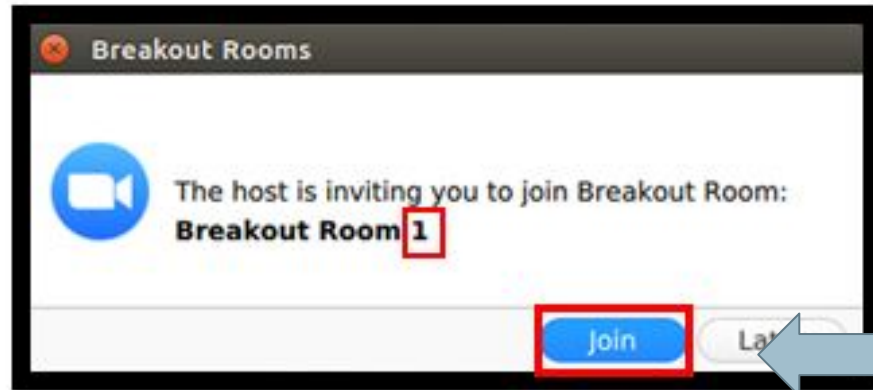 Breakout Rooms
The host is inviting you to join Breakout Room:
Breakout Room 1
Join